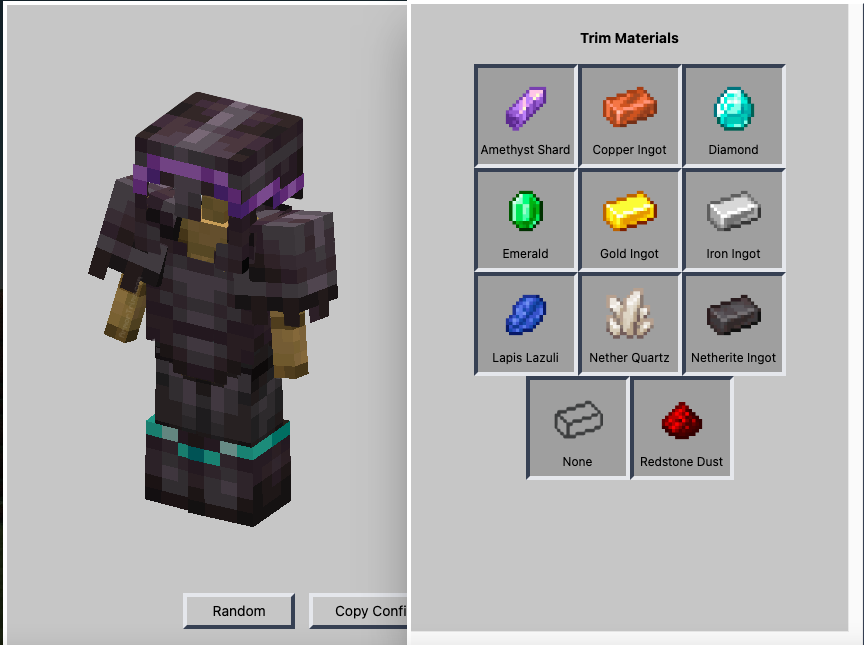 Trim Materials
Amethyst Shard
Copper Ingot
Diamond
Emerald
Gold Ingot
Iron Ingot
Lapis Lazuli
Nether Quartz
Netherite Ingot
None
Redstone Dust
Random
Copy Confi